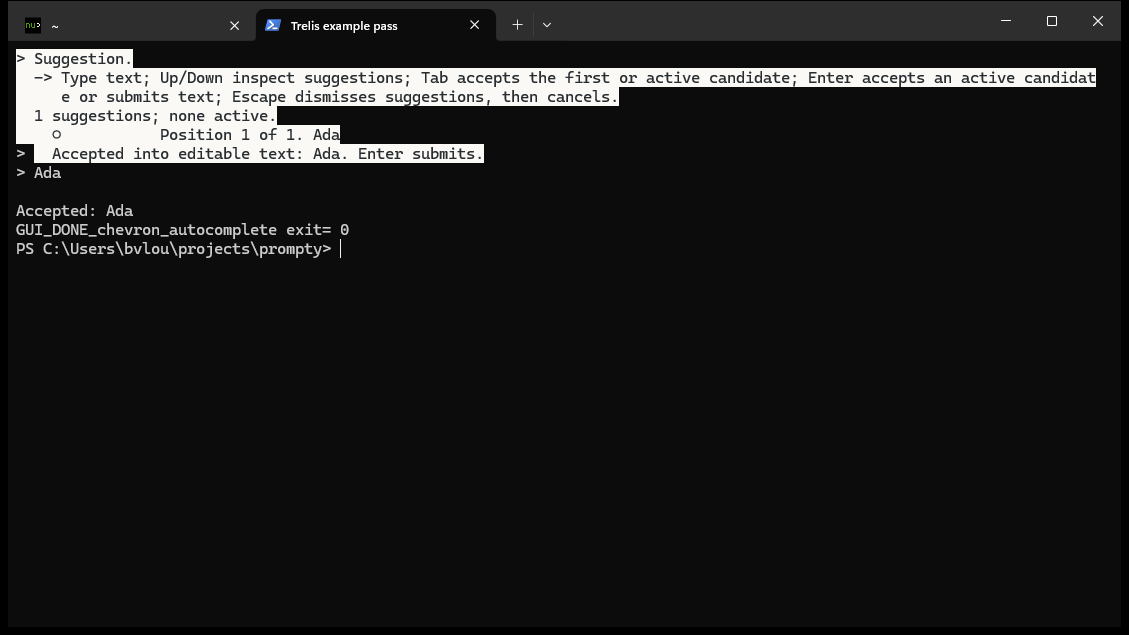 nu> ~
Trelis example pass
> Suggestion.
-> Type text; Up/Down inspect suggestions; Tab accepts the first or active candidate; Enter accepts an active candidat
e or submits text; Escape dismisses suggestions, then cancels.
1 suggestions; none active.
○ Position 1 of 1. Ada
> Accepted into editable text: Ada. Enter submits.
> Ada
Accepted: Ada
GUI_DONE_chevron_autocomplete exit= 0
PS C:\Users\bvlou\projects\prompty>